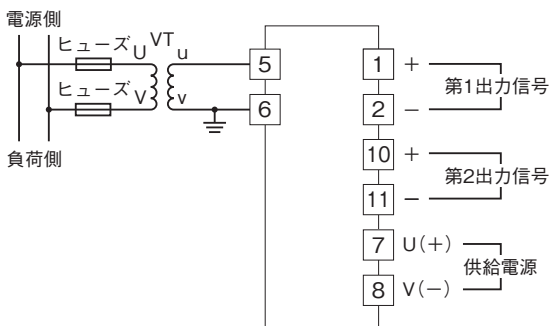 電源側
ヒューズ U VT u
ヒューズ V v
負荷側
5
6
1 +
2 −
第1出力信号
10 +
11 −
第2出力信号
7 U(+)
8 V(−)
供給電源